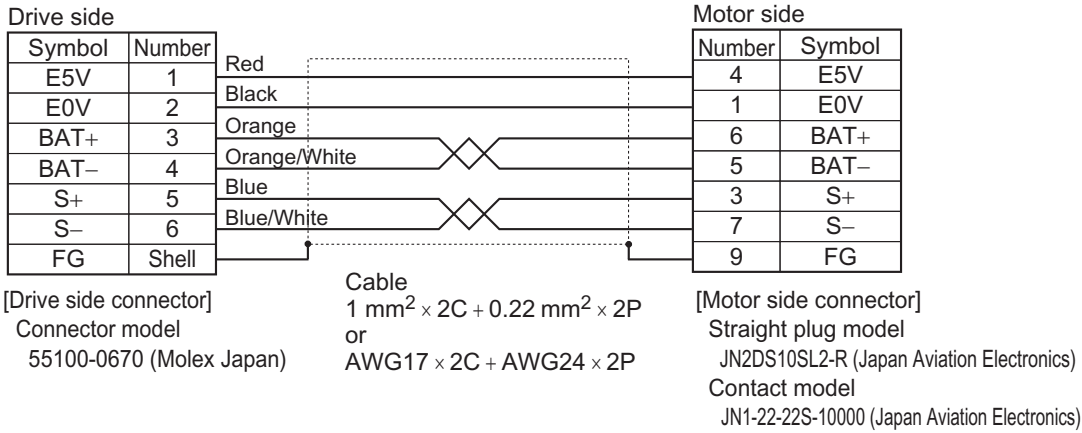 Drive side
Motor side
Symbol Number
Number Symbol
E5V 1 Red 4 E5V
E0V 2 Black 1 E0V
BAT+ 3 Orange 6 BAT+
BAT− 4 Orange/White 5 BAT−
S+ 5 Blue 3 S+
S− 6 Blue/White 7 S−
FG Shell 9 FG
[Drive side connector]
Connector model
55100-0670 (Molex Japan)
Cable
1 mm² × 2C + 0.22 mm² × 2P
or
AWG17 × 2C + AWG24 × 2P
[Motor side connector]
Straight plug model
JN2DS10SL2-R (Japan Aviation Electronics)
Contact model
JN1-22-22S-10000 (Japan Aviation Electronics)